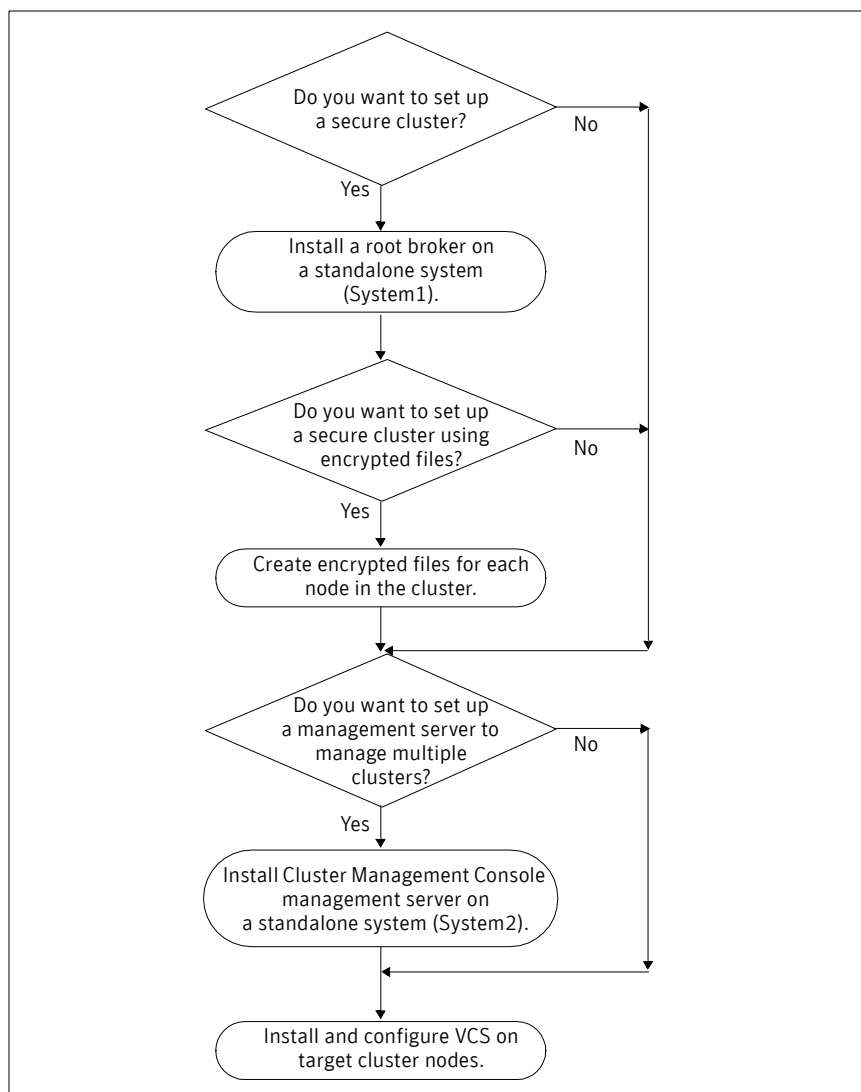 Do you want to set up
a secure cluster?
No
Yes
Install a root broker on
a standalone system
(System1).
Do you want to set up
a secure cluster using
encrypted files?
No
Yes
Create encrypted files for each
node in the cluster.
Do you want to set up
a management server to
manage multiple
clusters?
No
Yes
Install Cluster Management Console
management server on
a standalone system (System2).
Install and configure VCS on
target cluster nodes.